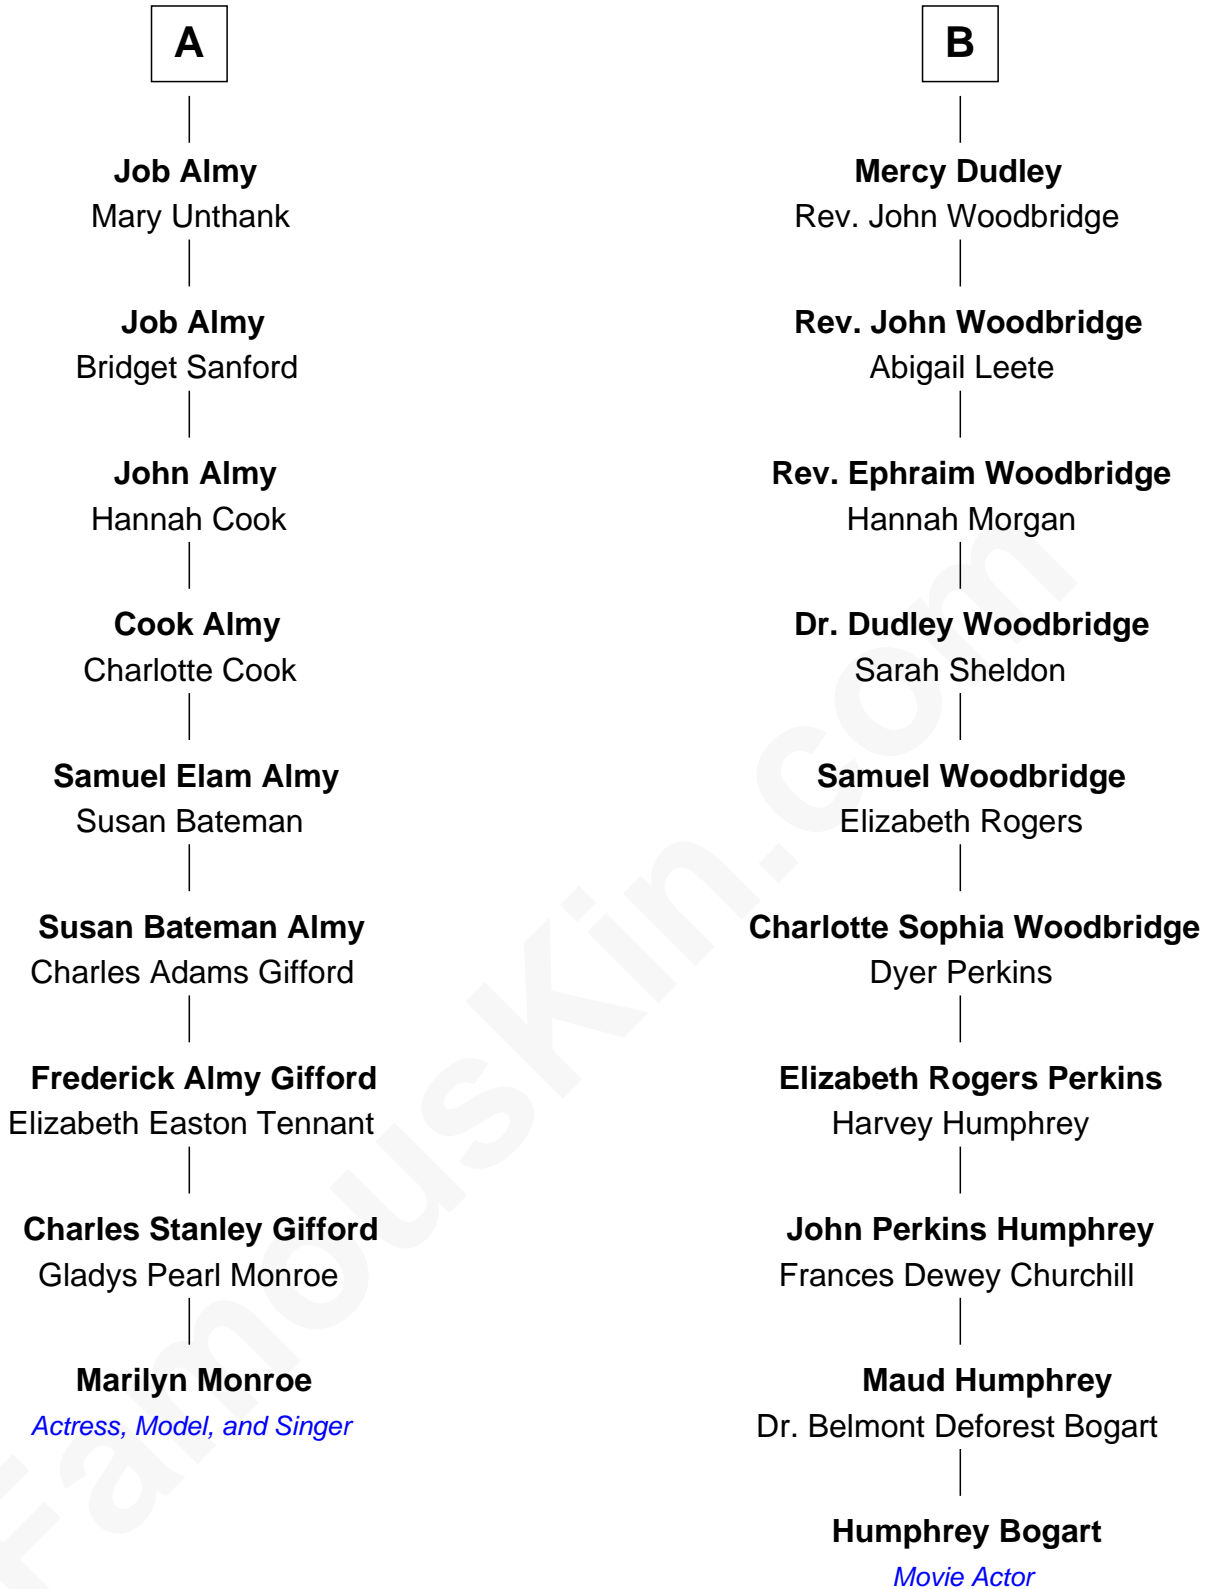 A
Job Almy
Mary Unthank
Job Almy
Bridget Sanford
John Almy
Hannah Cook
Cook Almy
Charlotte Cook
Samuel Elam Almy
Susan Bateman
Susan Bateman Almy
Charles Adams Gifford
Frederick Almy Gifford
Elizabeth Easton Tennant
Charles Stanley Gifford
Gladys Pearl Monroe
Marilyn Monroe
Actress, Model, and Singer
B
Mercy Dudley
Rev. John Woodbridge
Rev. John Woodbridge
Abigail Leete
Rev. Ephraim Woodbridge
Hannah Morgan
Dr. Dudley Woodbridge
Sarah Sheldon
Samuel Woodbridge
Elizabeth Rogers
Charlotte Sophia Woodbridge
Dyer Perkins
Elizabeth Rogers Perkins
Harvey Humphrey
John Perkins Humphrey
Frances Dewey Churchill
Maud Humphrey
Dr. Belmont Deforest Bogart
Humphrey Bogart
Movie Actor
FamousKin.com